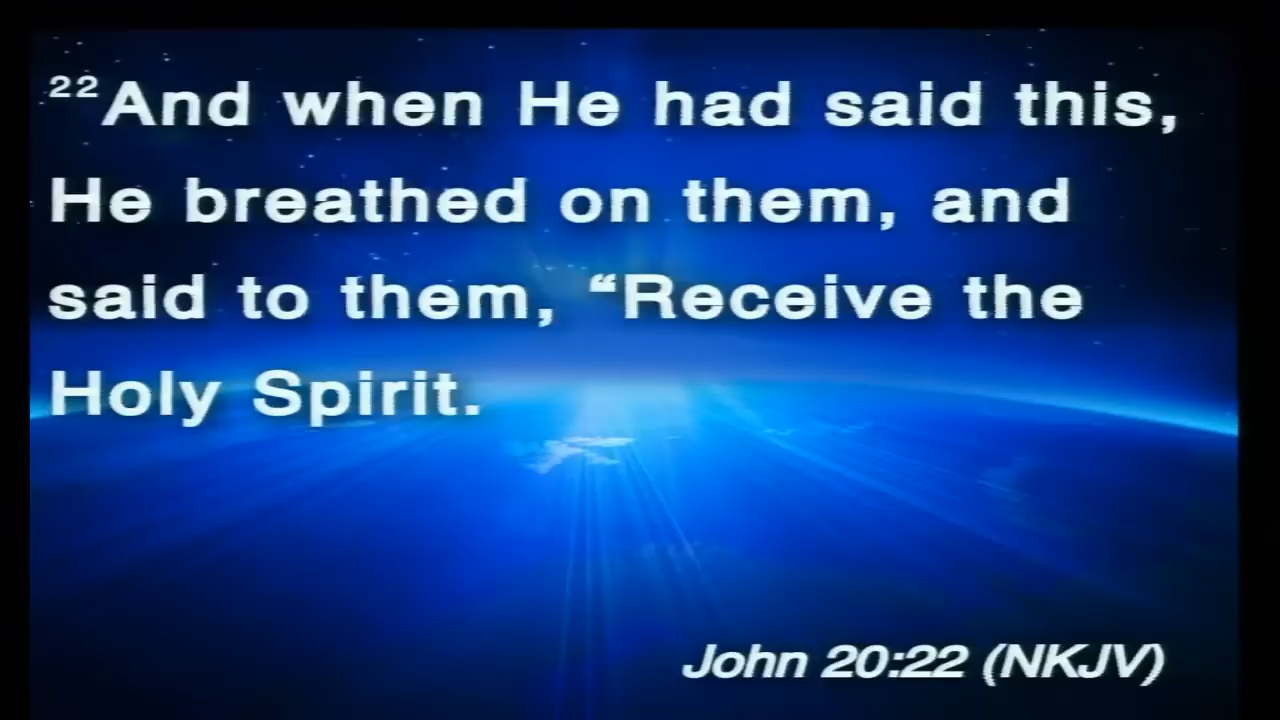 ²²And when He had said this,
He breathed on them, and
said to them, “Receive the
Holy Spirit.
John 20:22 (NKJV)